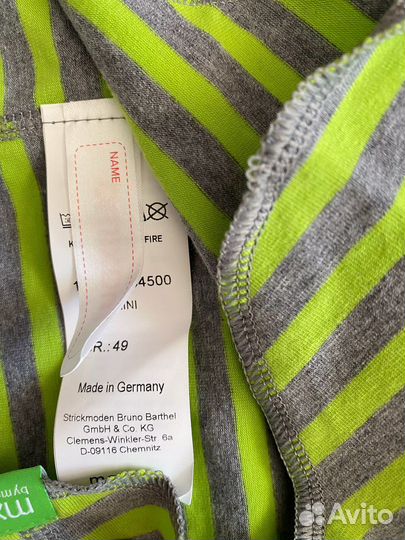 NAME
FIRE
4500
INI
R.: 49
Made in Germany
Strickmoden Bruno Barthel
GmbH & Co. KG
Clemens-Winkler-Str. 6a
D-09116 Chemnitz
mx
by m
Avito